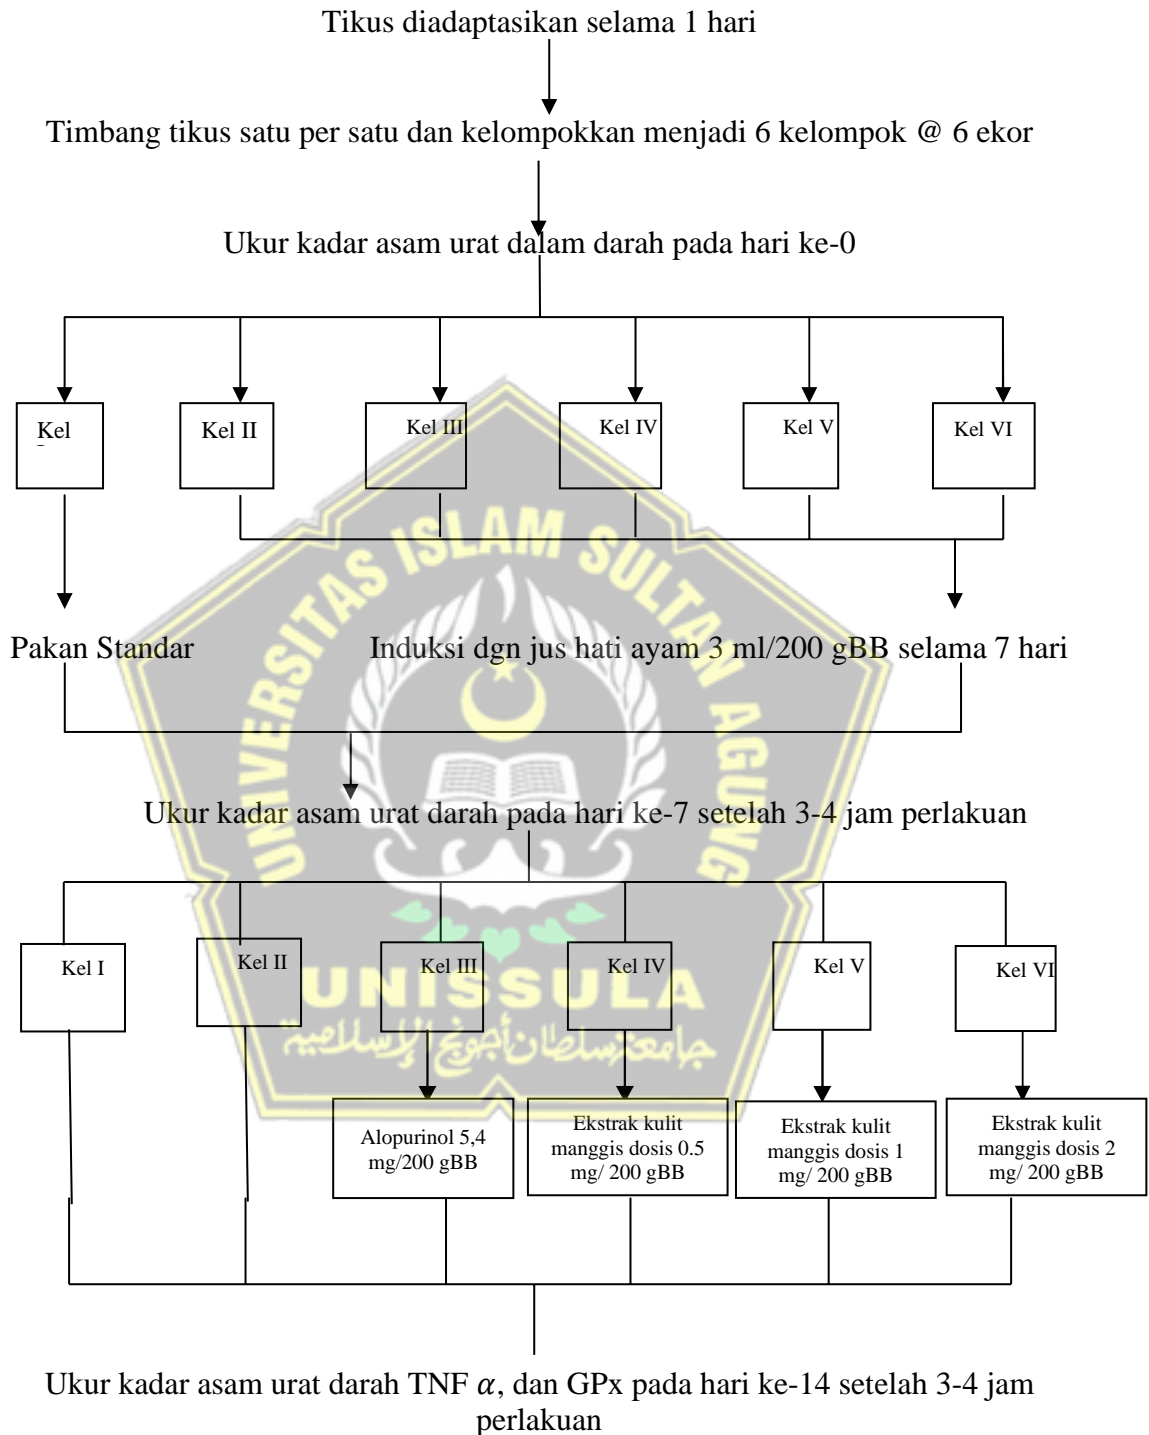 Tikus diadaptasikan selama 1 hari
Timbang tikus satu per satu dan kelompokkan menjadi 6 kelompok @ 6 ekor
Ukur kadar asam urat dalam darah pada hari ke-0
Kel
Kel II
Kel III
Kel IV
Kel V
Kel VI
UNIVERSITAS ISLAM SULTAN AGUNG
Pakan Standar
Induksi dgn jus hati ayam 3 ml/200 gBB selama 7 hari
Ukur kadar asam urat darah pada hari ke-7 setelah 3-4 jam perlakuan
Kel I
Kel II
Kel III
Kel IV
Kel V
Kel VI
UNISSULA
جامعة سلطان أجونج الإسلامية
Alopurinol 5,4
mg/200 gBB
Ekstrak kulit
manggis dosis 0.5
mg/ 200 gBB
Ekstrak kulit
manggis dosis 1
mg/ 200 gBB
Ekstrak kulit
manggis dosis 2
mg/ 200 gBB
Ukur kadar asam urat darah TNF α, dan GPx pada hari ke-14 setelah 3-4 jam
perlakuan